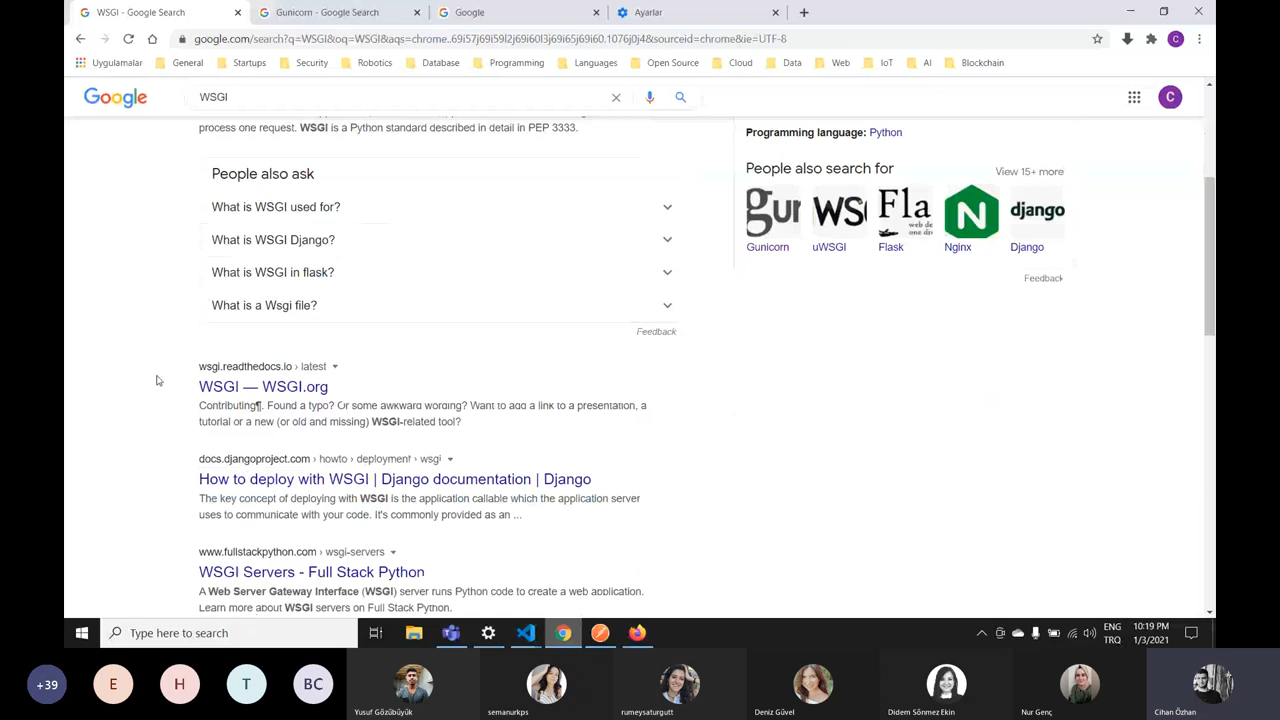 WSGI - Google Search
Gunicorn - Google Search
Google
Ayarlar
google.com/search?q=WSGI&oq=WSGI&aqs=chrome..69i57j69i59l2j69i60l3j69i65j69i60.1076j0j4&sourceid=chrome&ie=UTF-8
C
Uygulamalar General Startups Security Robotics Database Programming Languages Open Source Cloud Data Web IoT AI Blockchain
Google
WSGI
C
process one request. WSGI is a Python standard described in detail in PEP 3333.
People also ask
What is WSGI used for?
What is WSGI Django?
What is WSGI in flask?
What is a Wsgi file?
Feedback
wsgi.readthedocs.io › latest
WSGI — WSGI.org
Contributing¶. Found a typo? Or some awkward wording? Want to add a link to a presentation, a
tutorial or a new (or old and missing) WSGI-related tool?
docs.djangoproject.com › howto › deployment › wsgi
How to deploy with WSGI | Django documentation | Django
The key concept of deploying with WSGI is the application callable which the application server
uses to communicate with your code. It's commonly provided as an ...
www.fullstackpython.com › wsgi-servers
WSGI Servers - Full Stack Python
A Web Server Gateway Interface (WSGI) server runs Python code to create a web application.
Learn more about WSGI servers on Full Stack Python.
Programming language: Python
People also search for
View 15+ more
gur WS Fla N django
Gunicorn uWSGI Flask Nginx Django
Feedback
Type here to search
ENG
TRQ
10:19 PM
1/3/2021
+39 E H T BC
Yusuf Gözübüyük semanurkps rumeysaturgutt Deniz Güvel Didem Sönmez Ekin Nur Genç Cihan Özhan